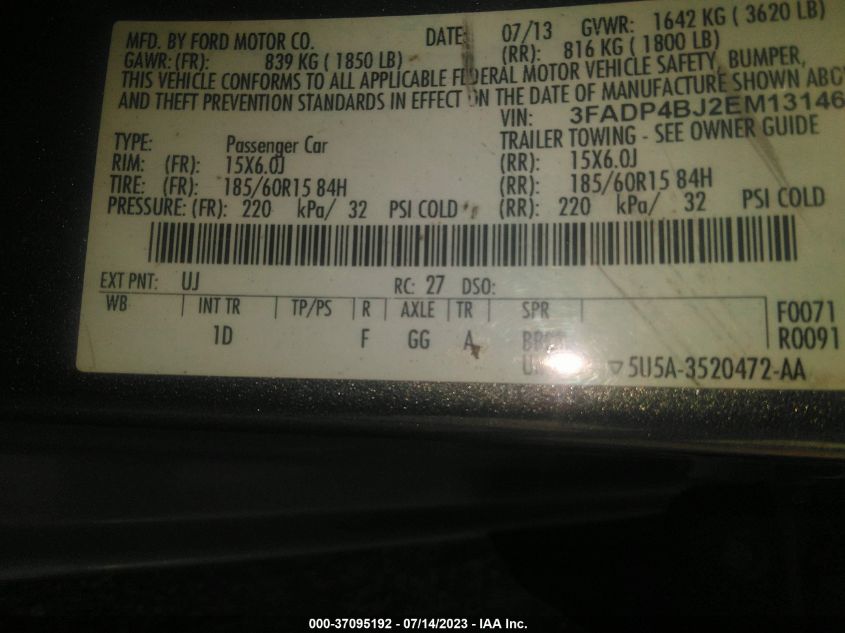 MFD. BY FORD MOTOR CO. DATE: 07/13 GVWR: 1642 KG ( 3620 LB)
GAWR: (FR): 839 KG ( 1850 LB) (RR): 816 KG ( 1800 LB)
THIS VEHICLE CONFORMS TO ALL APPLICABLE FEDERAL MOTOR VEHICLE SAFETY, BUMPER,
AND THEFT PREVENTION STANDARDS IN EFFECT ON THE DATE OF MANUFACTURE SHOWN
VIN: 3FADP4BJ2EM13146
TYPE: Passenger Car TRAILER TOWING - SEE OWNER GUIDE
RIM: (FR): 15X6.0J (RR): 15X6.0J
TIRE: (FR): 185/60R15 84H (RR): 185/60R15 84H
PRESSURE: (FR): 220 kPa/ 32 PSI COLD (RR): 220 kPa/ 32 PSI COLD
EXT PNT: UJ RC: 27 DSO:
WB INT TR TP/PS R AXLE TR SPR F0071
1D F GG A R0091
▽5U5A-3520472-AA
000-37095192 - 07/14/2023 - IAA Inc.